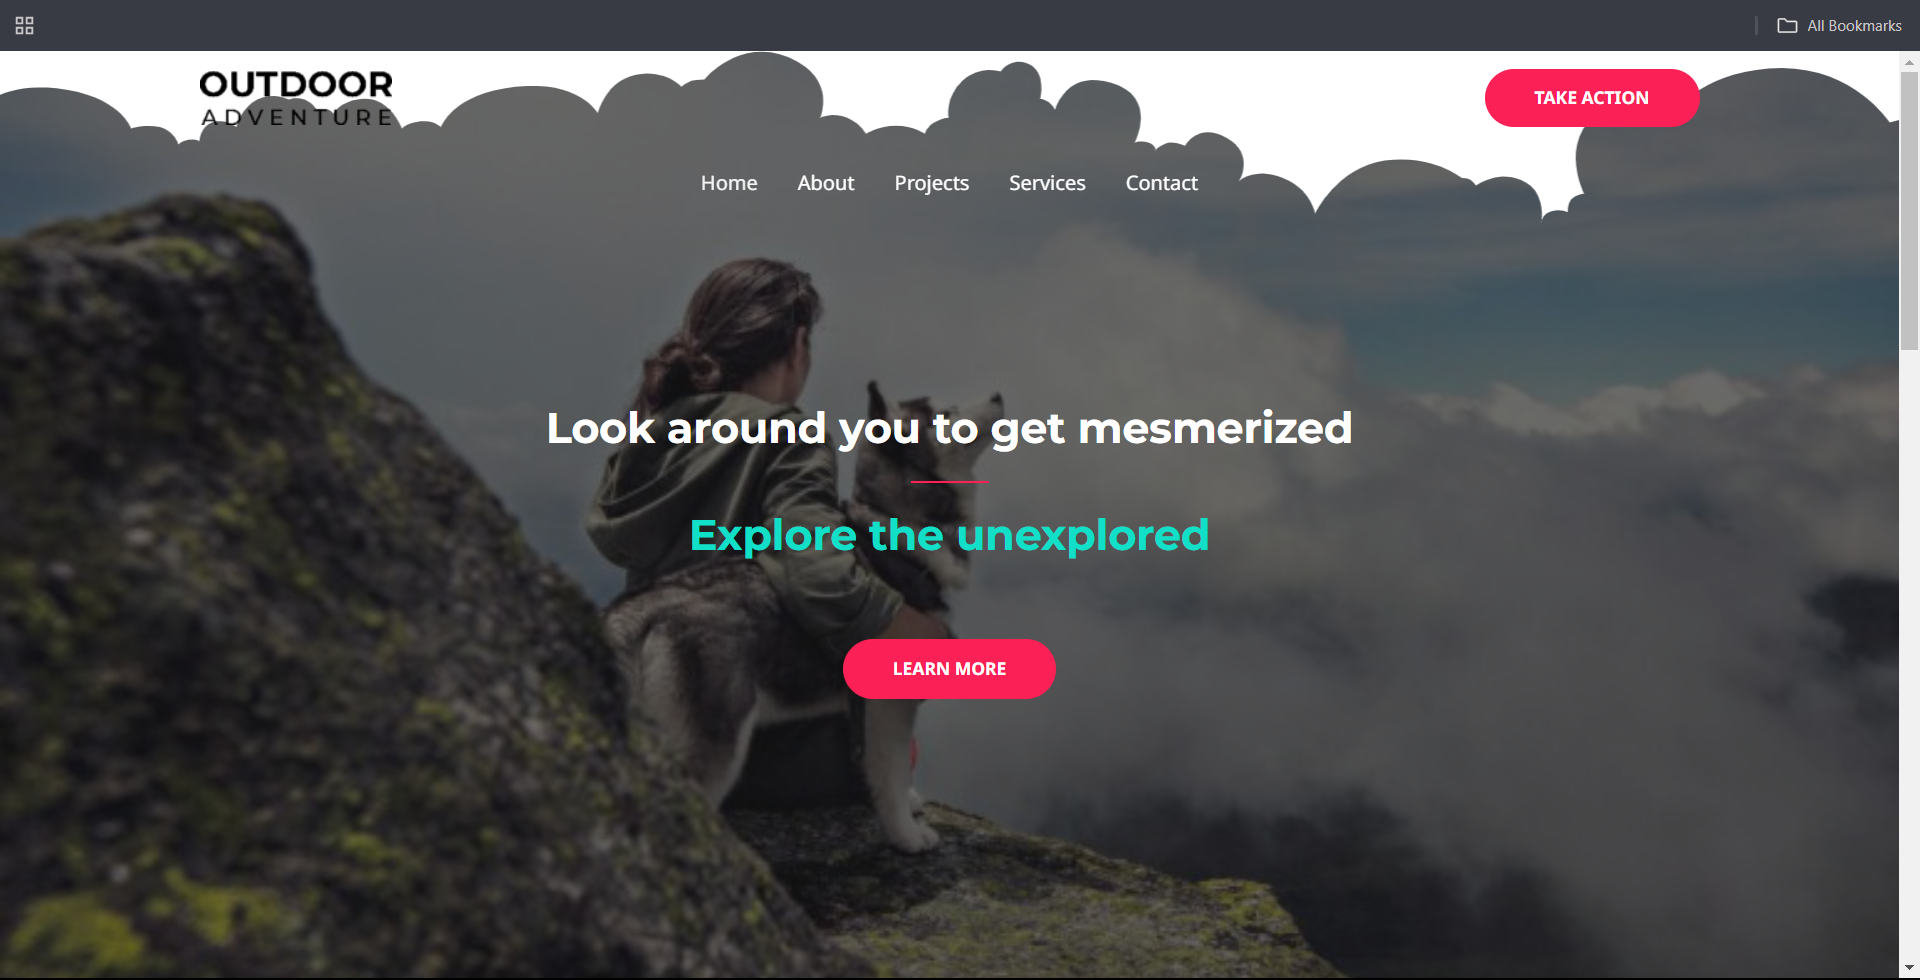 All Bookmarks
OUTDOOR
ADVENTURE
TAKE ACTION
Home About Projects Services Contact
Look around you to get mesmerized
Explore the unexplored
LEARN MORE